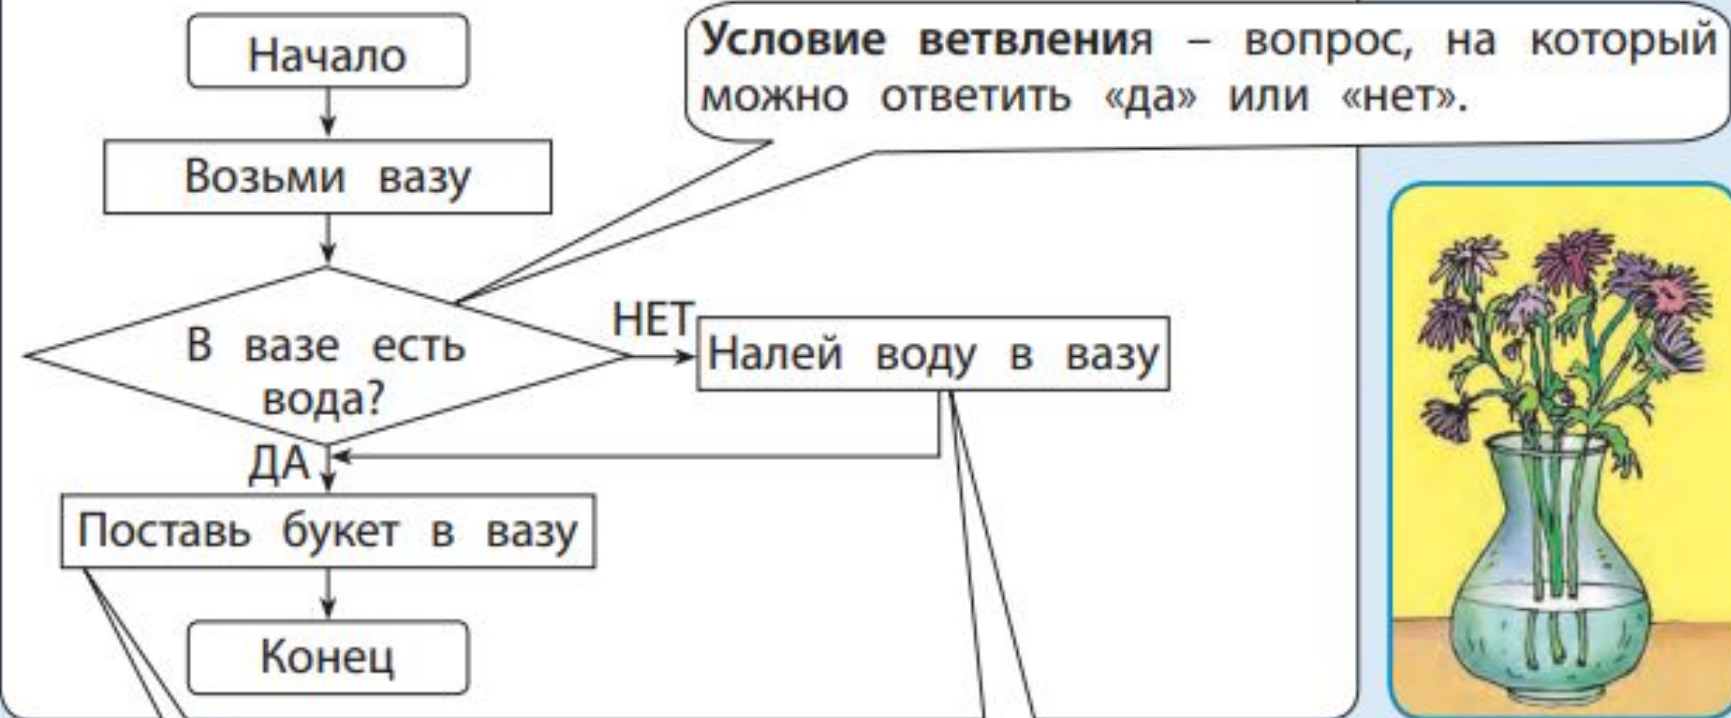 Начало
Условие ветвления – вопрос, на который
можно ответить «да» или «нет».
Возьми вазу
В вазе есть
вода?
НЕТ
Налей воду в вазу
ДА
Поставь букет в вазу
Конец